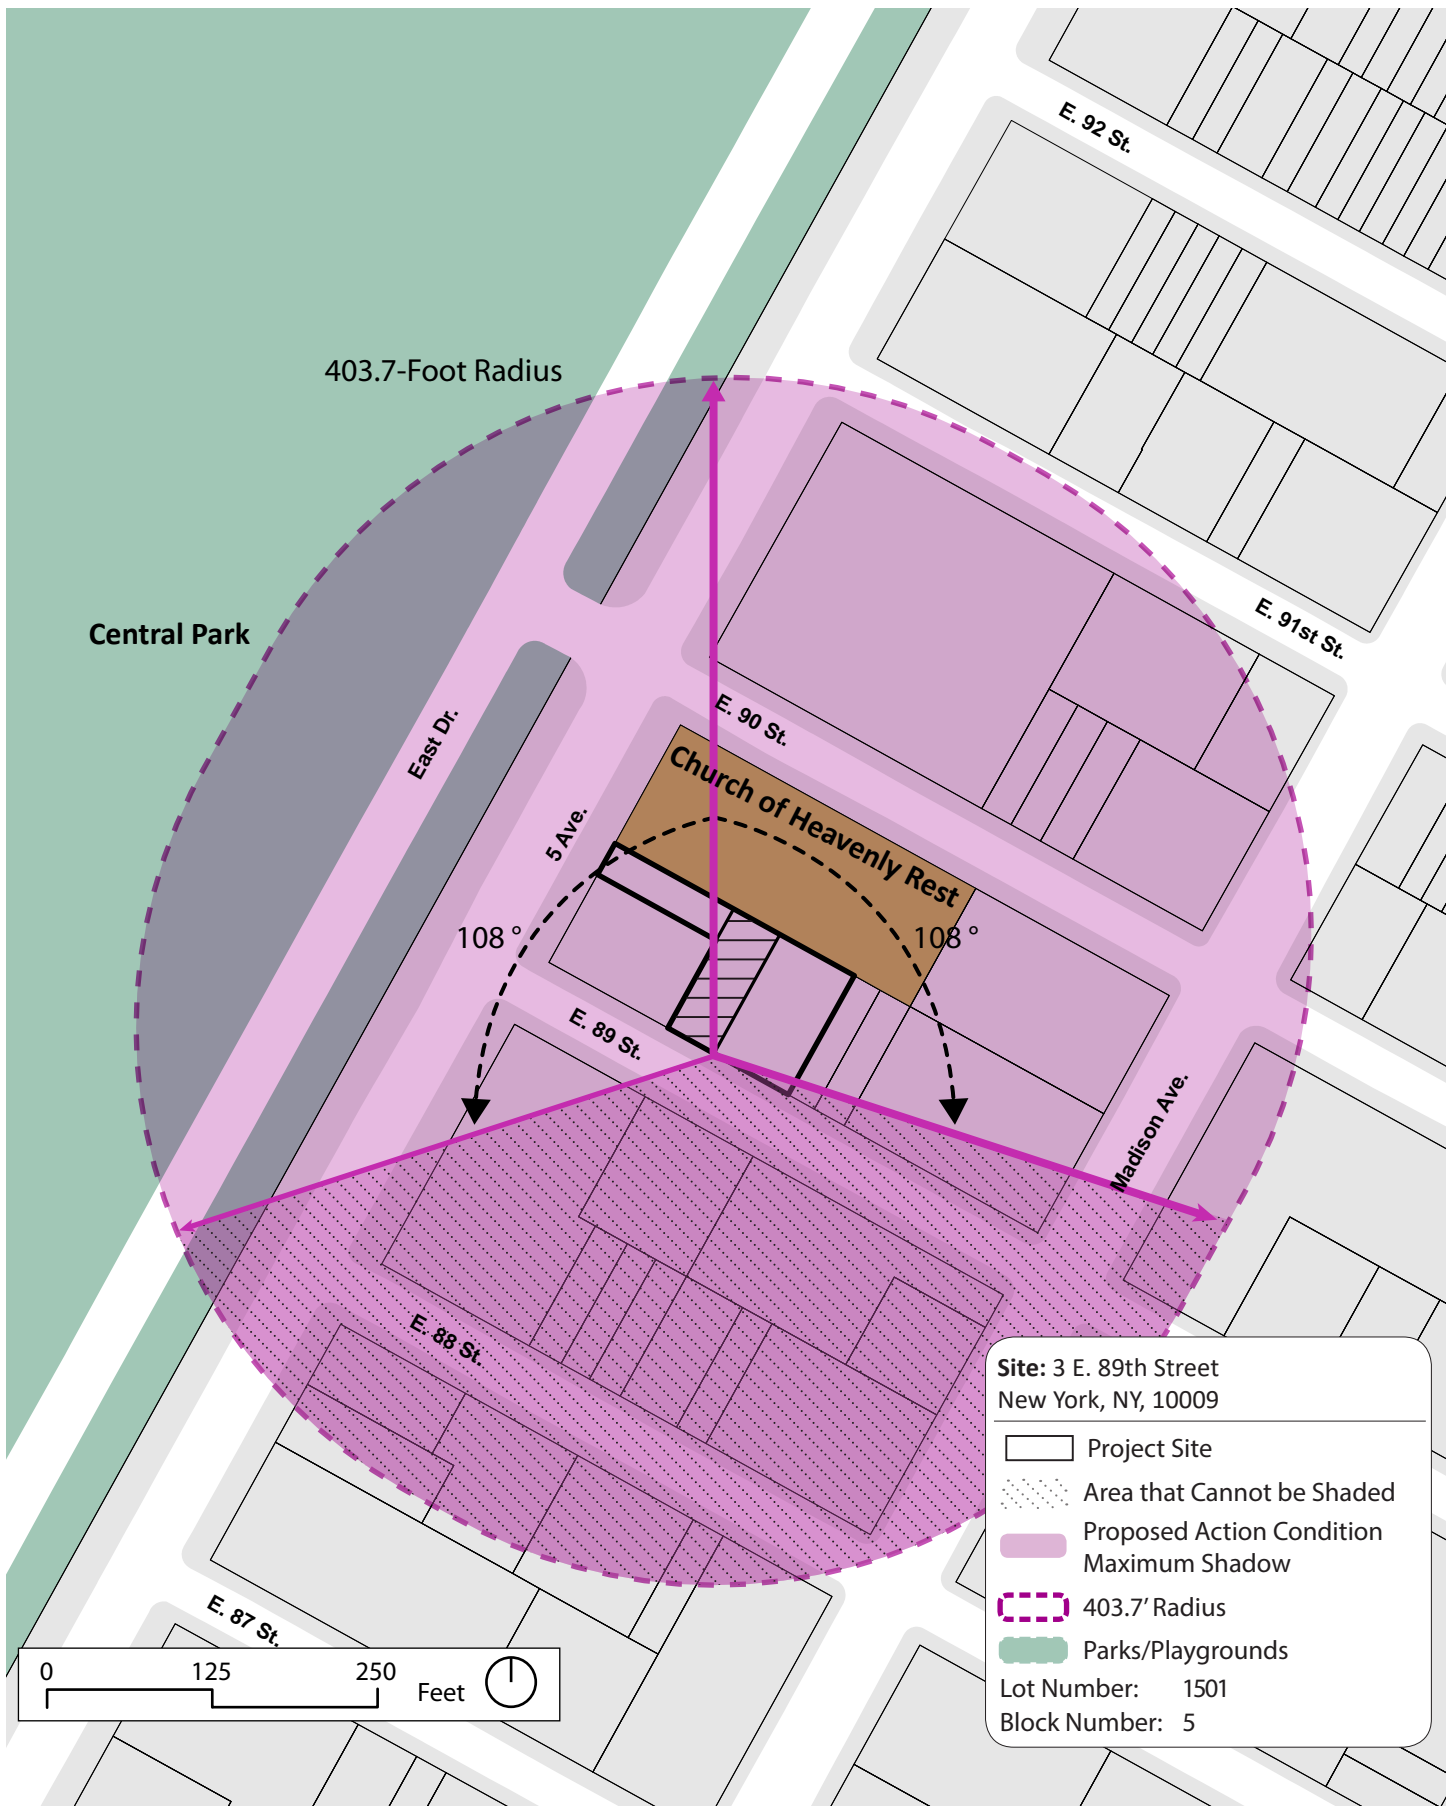 E. 92 St.
403.7-Foot Radius
E. 91st St.
Central Park
E. 90 St.
East Dr.
Church of Heavenly Rest
5 Ave.
108°
108°
E. 89 St.
Madison Ave.
E. 88 St.
Site: 3 E. 89th Street
New York, NY, 10009
Project Site
Area that Cannot be Shaded
Proposed Action Condition
Maximum Shadow
403.7’ Radius
Parks/Playgrounds
Lot Number: 1501
Block Number: 5
E. 87 St.
0 125 250
Feet